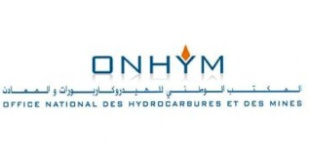 ONHYM
المكتب الوطني للهيدروكاربورات و المعادن
OFFICE NATIONAL DES HYDROCARBURES ET DES MINES